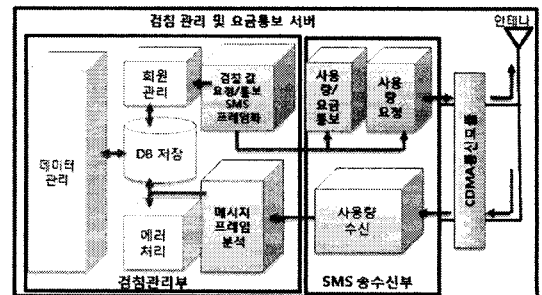 검침 관리 및 요금통보 서버
안테나
회원
관리
검침 값
요청/통보
SMS
프레임화
사용
량/
요금
통보
사용
량
요청
데이터
관리
DB 저장
CDMA통신모듈
에러
처리
메시지
프레임
분석
사용량
수신
검침관리부
SMS 송수신부